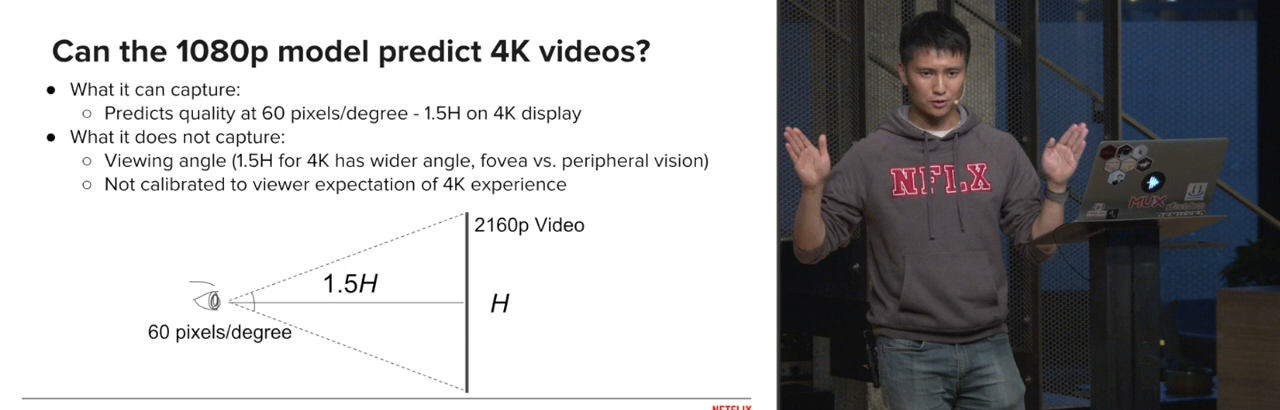 Can the 1080p model predict 4K videos?
● What it can capture:
○ Predicts quality at 60 pixels/degree - 1.5H on 4K display
● What it does not capture:
○ Viewing angle (1.5H for 4K has wider angle, fovea vs. peripheral vision)
○ Not calibrated to viewer expectation of 4K experience
2160p Video
1.5H
H
60 pixels/degree
NETFLIX
NFLX
MUX